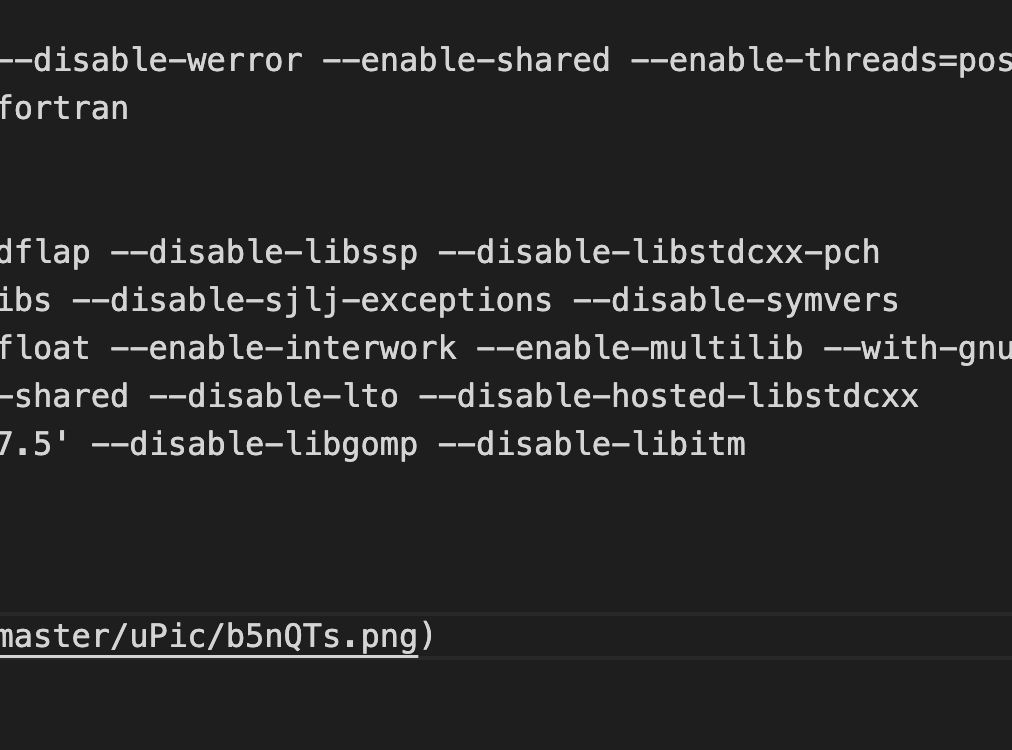 --disable-werror --enable-shared --enable-threads=pos
fortran
dflap --disable-libssp --disable-libstdcxx-pch
ibs --disable-sjlj-exceptions --disable-symvers
float --enable-interwork --enable-multilib --with-gnu
-shared --disable-lto --disable-hosted-libstdcxx
7.5' --disable-libgomp --disable-libitm
master/uPic/b5nQTs.png)